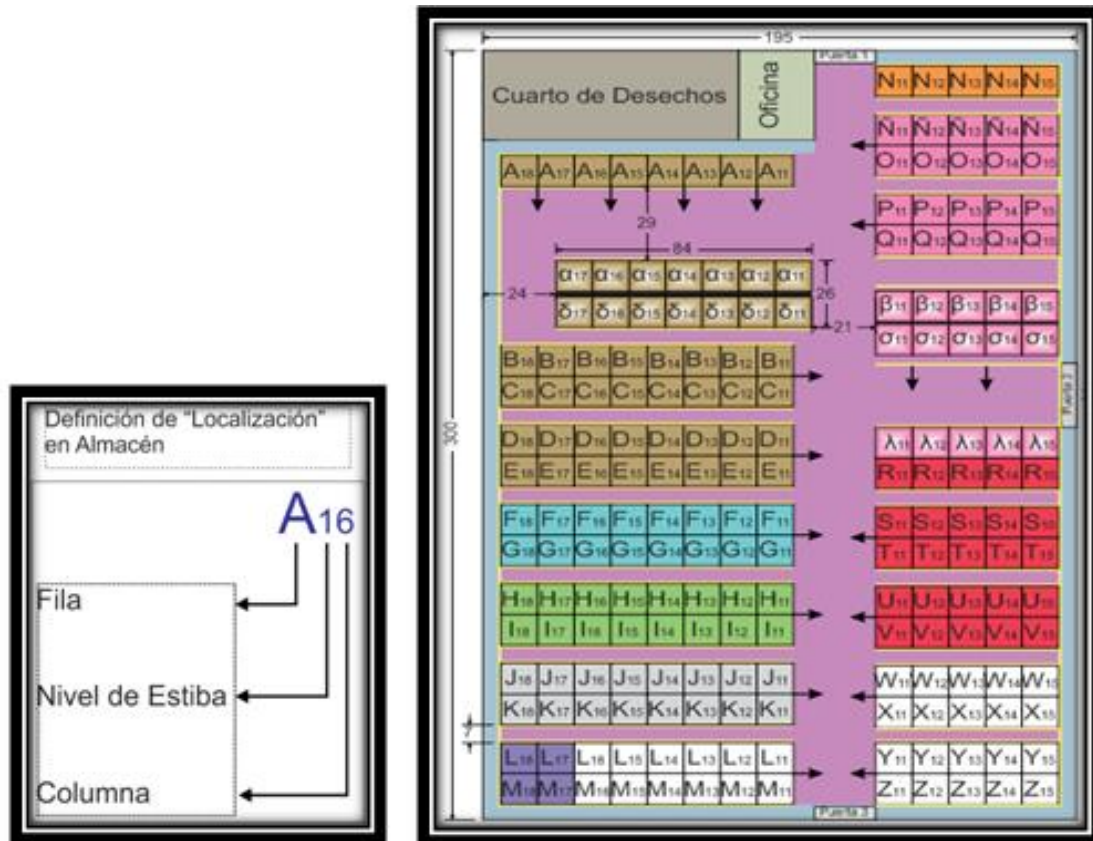 Definición de "Localización"
en Almacén
A16
Fila
Nivel de Estiba
Columna
195
Puerta 1
300
Cuarto de Desechos
Oficina
N11 N12 N13 N14 N15
Ñ11 Ñ12 Ñ13 Ñ14 Ñ15
O11 O12 O13 O14 O15
A18 A17 A16 A15 A14 A13 A12 A11
P11 P12 P13 P14 P15
Q11 Q12 Q13 Q14 Q15
29
84
α17 α16 α15 α14 α13 α12 α11
24
26
δ17 δ16 δ15 δ14 δ13 δ12 δ11
21
β11 β12 β13 β14 β15
σ11 σ12 σ13 σ14 σ15
B18 B17 B16 B15 B14 B13 B12 B11
C18 C17 C16 C15 C14 C13 C12 C11
Puerta 2
D18 D17 D16 D15 D14 D13 D12 D11
E18 E17 E16 E15 E14 E13 E12 E11
λ11 λ12 λ13 λ14 λ15
R11 R12 R13 R14 R15
F18 F17 F16 F15 F14 F13 F12 F11
G18 G17 G16 G15 G14 G13 G12 G11
S11 S12 S13 S14
T11 T12 T13 T14 T15
H18 H17 H16 H15 H14 H13 H12 H11
I18 I17 I16 I15 I14 I13 I12 I11
U11 U13 U14
V11 V12 V13 V14 V15
J18 J17 J16 J15 J14 J13 J12 J11
K18 K17 K16 K15 K14 K13 K12 K11
W11 W12 W13 W14 W15
X11 X12 X13 X14 X15
L18 L17 L16 L15 L14 L13 L12 L11
M18 M17 M16 M15 M14 M13 M12 M11
Y11 Y12 Y13 Y14 Y15
Z11 Z12 Z13 Z14 Z15
Puerta 3